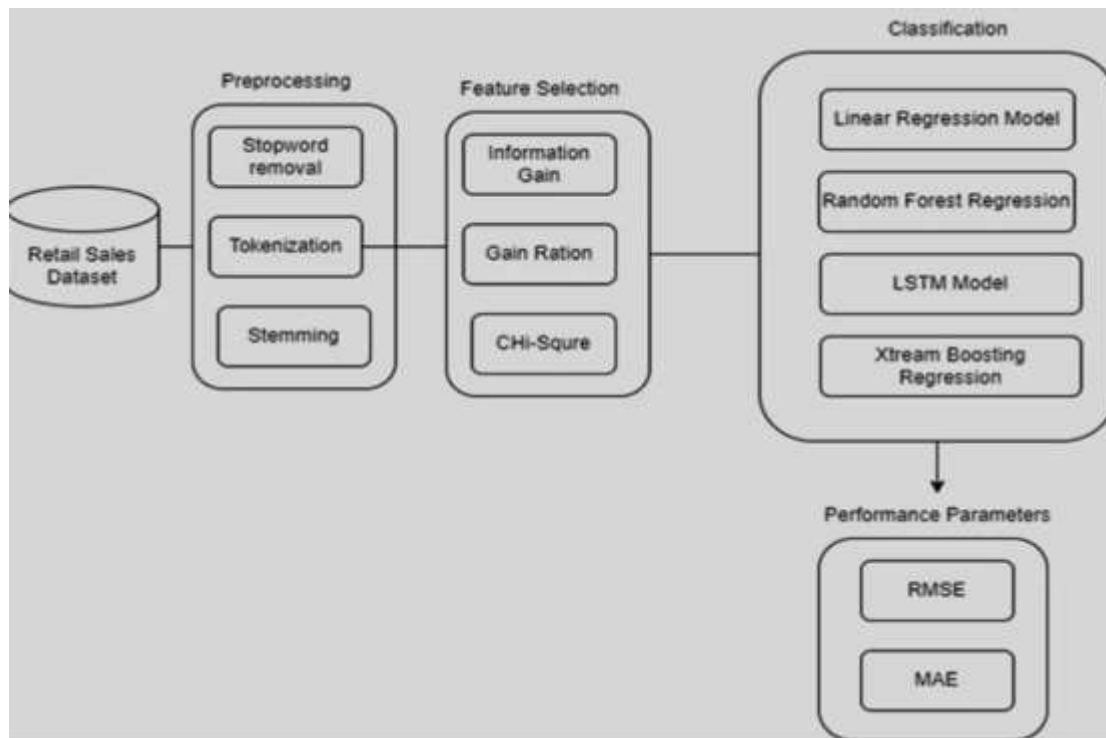 Retail Sales
Dataset
Preprocessing
Stopword
removal
Tokenization
Stemming
Feature Selection
Information
Gain
Gain Ration
CHi-Squre
Classification
Linear Regression Model
Random Forest Regression
LSTM Model
Xtream Boosting
Regression
Performance Parameters
RMSE
MAE